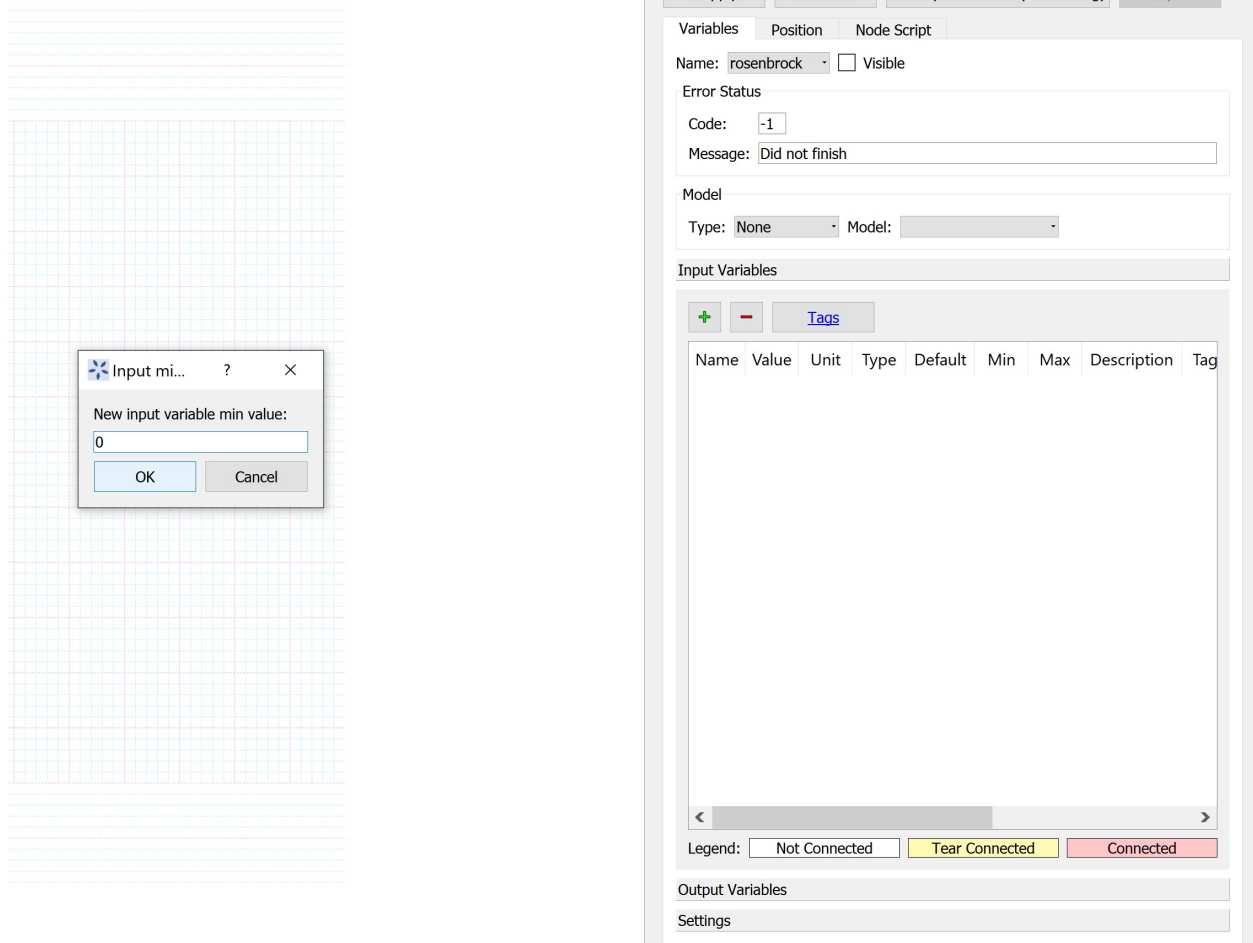 Variables Position Node Script
Name: rosenbrock Visible
Error Status
Code: -1
Message: Did not finish
Model
Type: None Model:
Input Variables
+ − Tags
Name Value Unit Type Default Min Max Description Tag
Input mi... ? ×
New input variable min value:
0
OK Cancel
Legend: Not Connected Tear Connected Connected
Output Variables
Settings